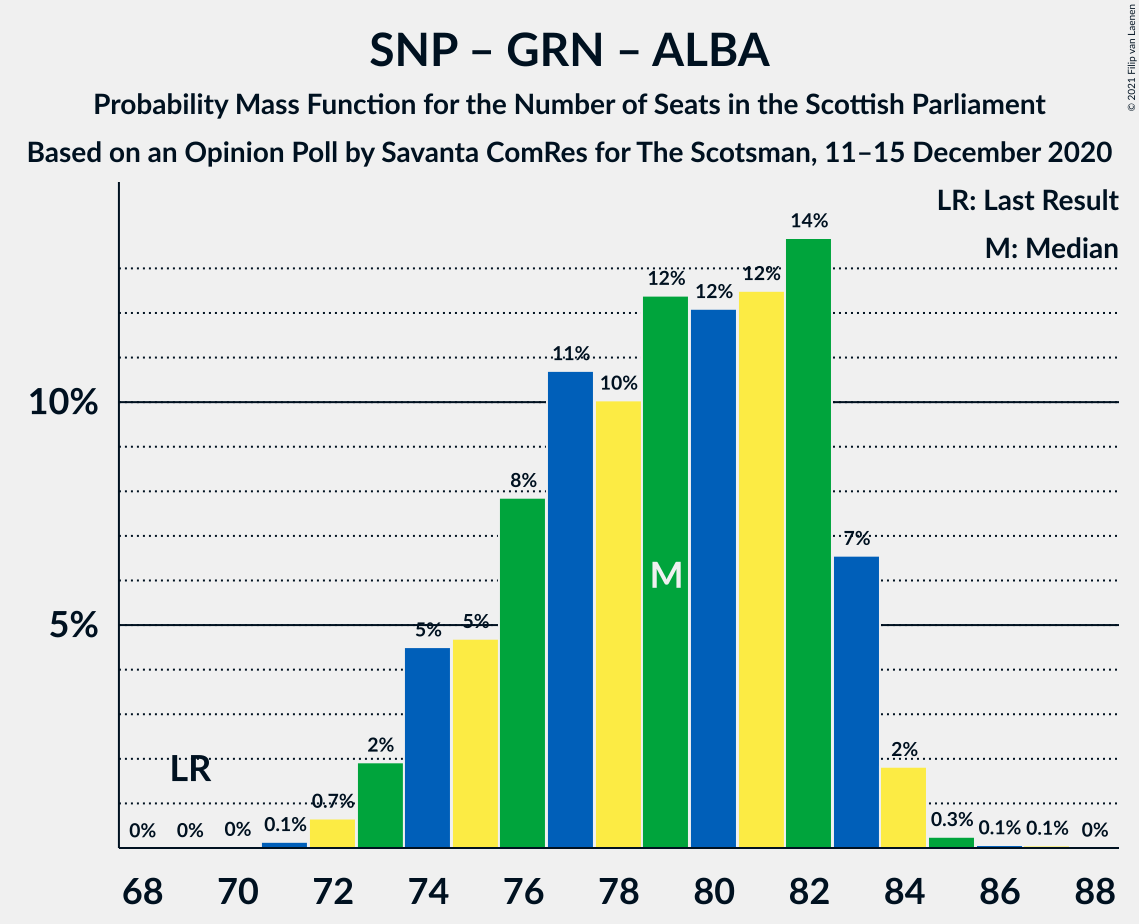 SNP – GRN – ALBA
Probability Mass Function for the Number of Seats in the Scottish Parliament
Based on an Opinion Poll by Savanta ComRes for The Scotsman, 11–15 December 2020
© 2021 Filip van Laenen
LR: Last Result
M: Median
10%
5%
0%
0%
0%
0.1%
0.7%
2%
5%
5%
8%
11%
10%
12%
12%
12%
14%
7%
2%
0.3%
0.1%
0.1%
0%
LR
M
68 70 72 74 76 78 80 82 84 86 88